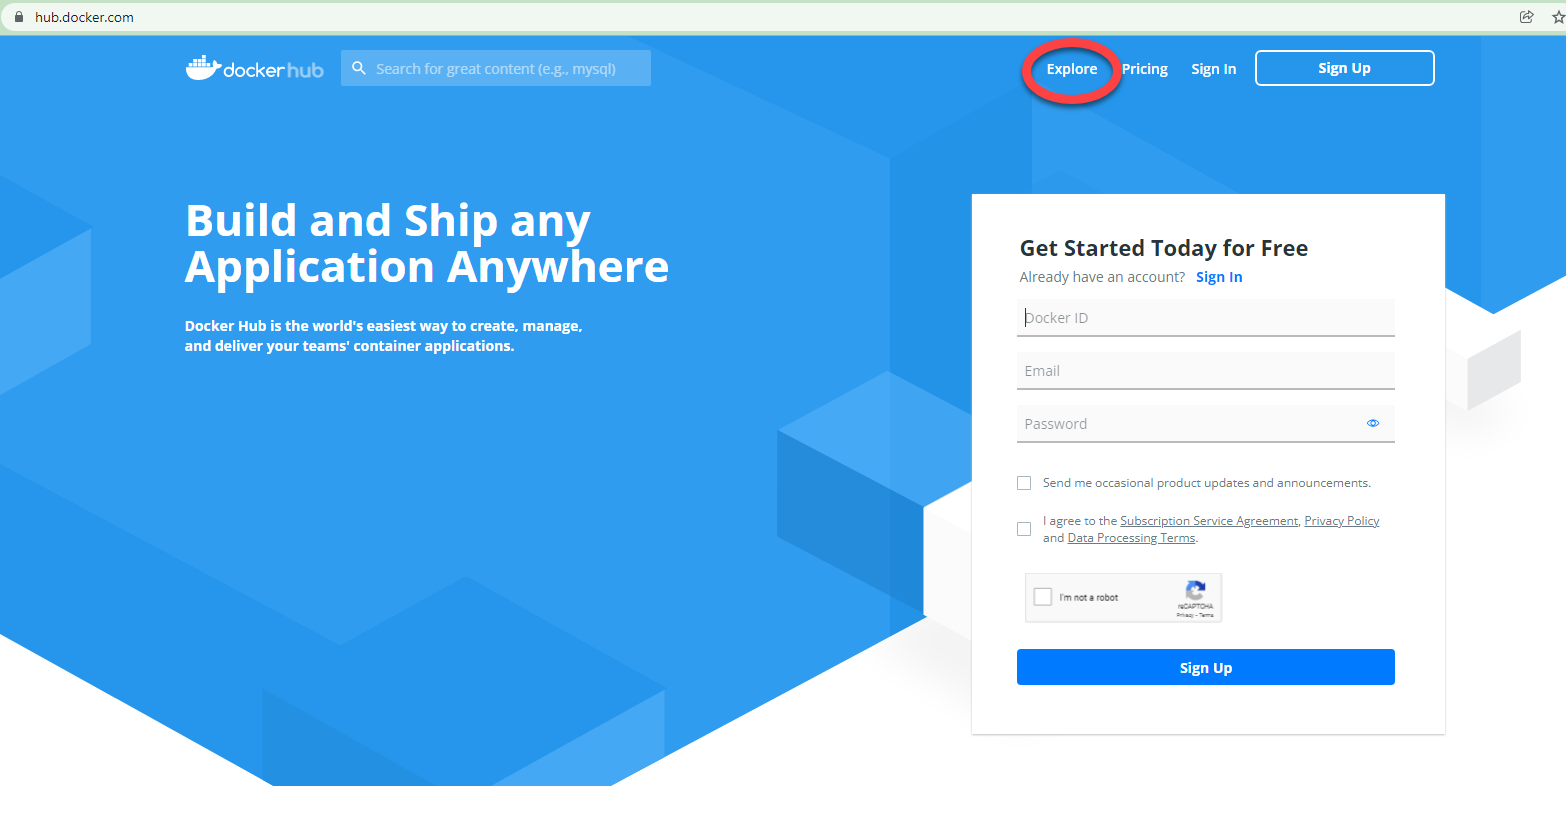 hub.docker.com
docker hub
Search for great content (e.g., mysql)
Explore
Pricing
Sign In
Sign Up
Build and Ship any
Application Anywhere
Docker Hub is the world's easiest way to create, manage,
and deliver your teams' container applications.
Get Started Today for Free
Already have an account? Sign In
Docker ID
Email
Password
Send me occasional product updates and announcements.
I agree to the Subscription Service Agreement, Privacy Policy
and Data Processing Terms.
I'm not a robot
reCAPTCHA
Privacy - Terms
Sign Up